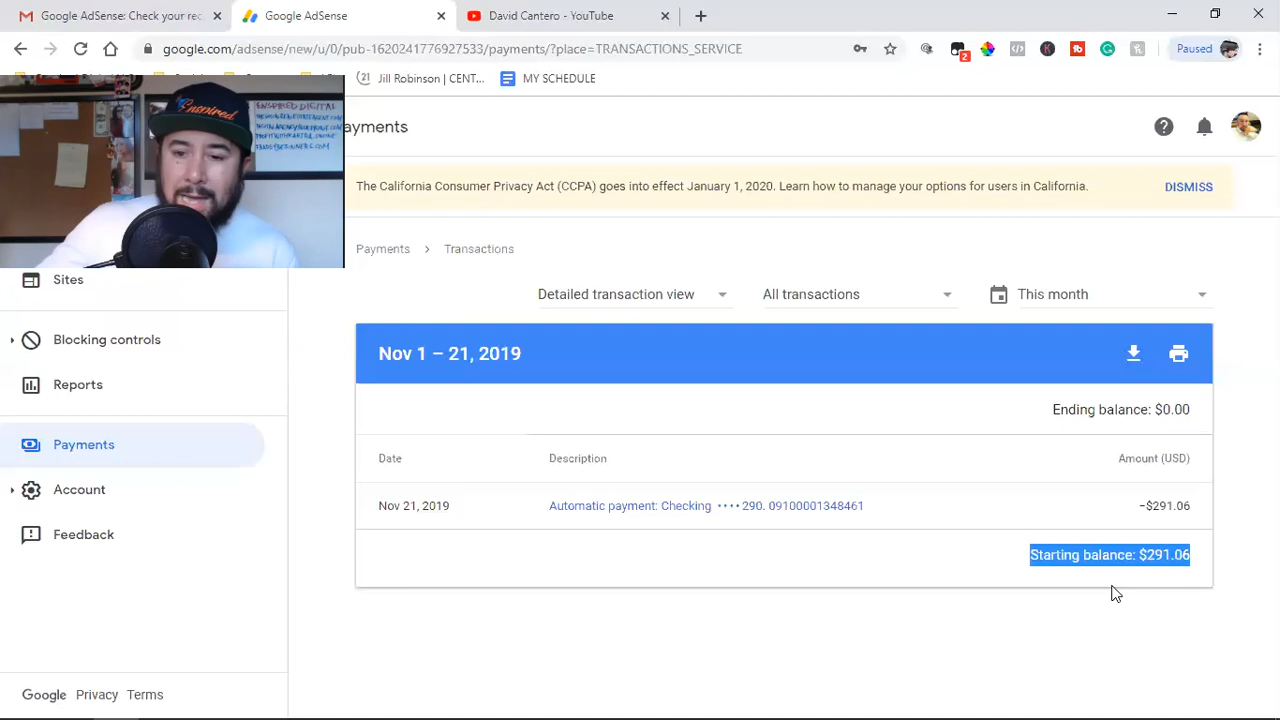 Google AdSense: Check your rec
Google AdSense
David Cantero - YouTube
google.com/adsense/new/u/0/pub-1620241776927533/payments/?place=TRANSACTIONS_SERVICE
2
Paused
21 Jill Robinson | CENT...
MY SCHEDULE
Enspired
ENSPIRED DIGITAL
ayments
The California Consumer Privacy Act (CCPA) goes into effect January 1, 2020. Learn how to manage your options for users in California.
DISMISS
Payments > Transactions
Sites
Detailed transaction view
All transactions
This month
Blocking controls
Reports
Payments
Account
Feedback
Nov 1 – 21, 2019
Ending balance: $0.00
Date Description Amount (USD)
Nov 21, 2019 Automatic payment: Checking ••••290. 09100001348461 −$291.06
Starting balance: $291.06
Google Privacy Terms